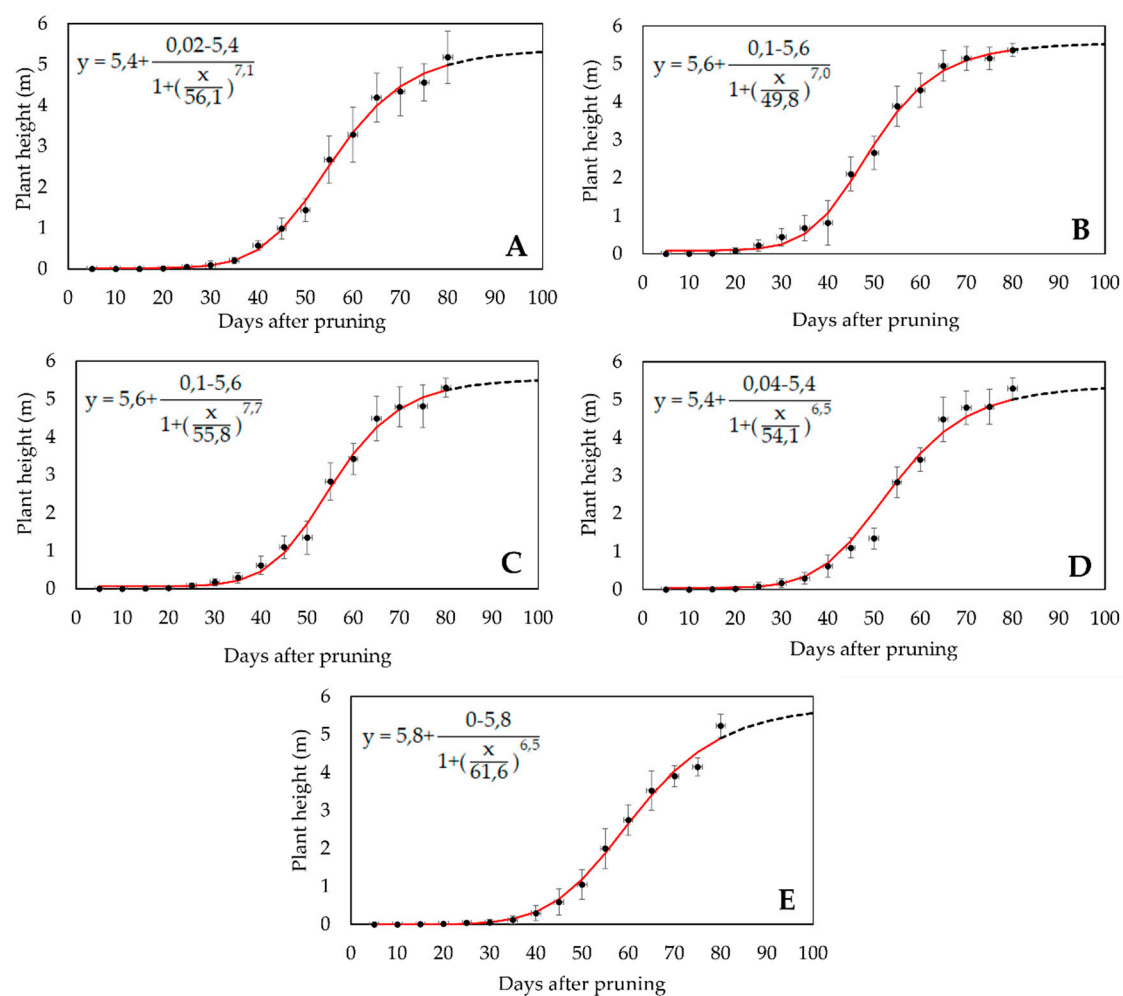 Plant height (m)
6
5
4
3
2
1
0
y = 5,4+ 0,02-5,4
1+( x
56,1 ) 7,1
A
0 10 20 30 40 50 60 70 80 90 100
Days after pruning
Plant height (m)
6
5
4
3
2
1
0
y = 5,6+ 0,1-5,6
1+( x
49,8 ) 7,0
B
0 10 20 30 40 50 60 70 80 90 100
Days after pruning
Plant height (m)
6
5
4
3
2
1
0
y = 5,6+ 0,1-5,6
1+( x
55,8 ) 7,7
C
0 10 20 30 40 50 60 70 80 90 100
Days after pruning
Plant height (m)
6
5
4
3
2
1
0
y = 5,4+ 0,04-5,4
1+( x
54,1 ) 6,5
D
0 10 20 30 40 50 60 70 80 90 100
Days after pruning
Plant height (m)
6
5
4
3
2
1
0
y = 5,8+ 0-5,8
1+( x
61,6 ) 6,5
E
0 10 20 30 40 50 60 70 80 90 100
Days after pruning